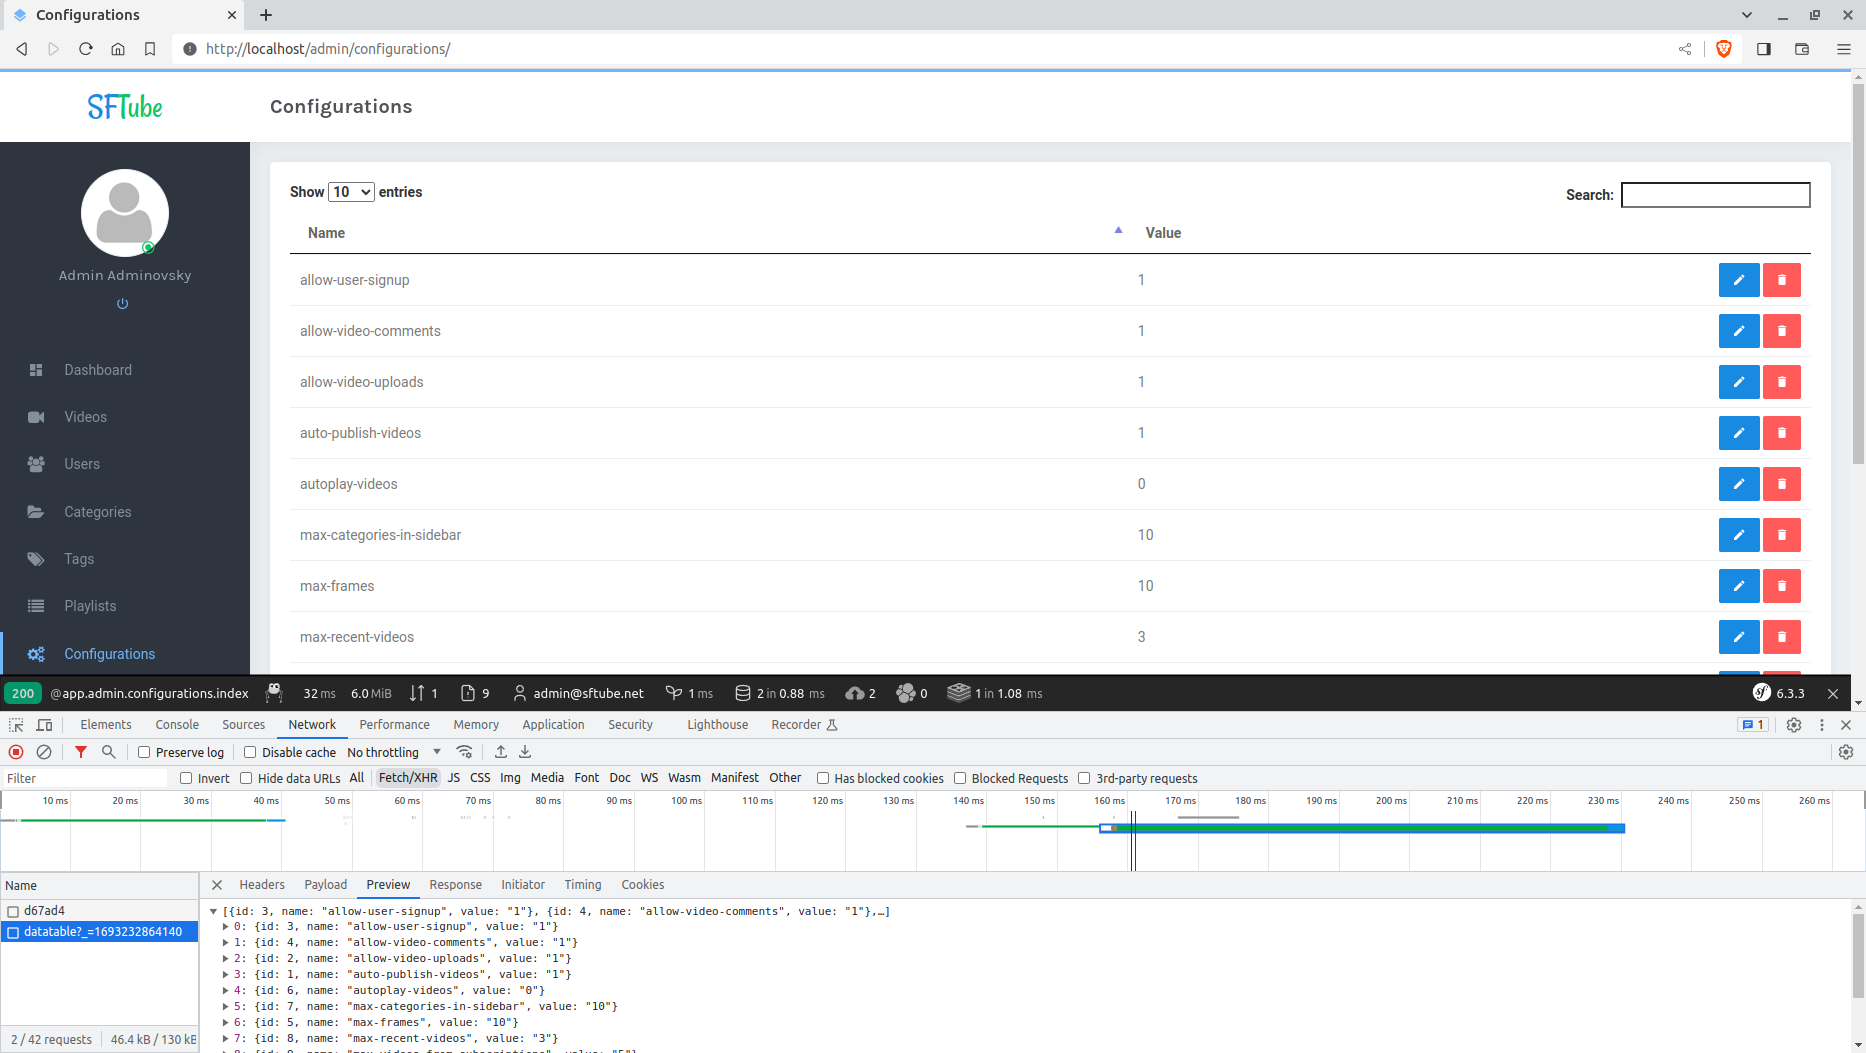 Configurations
http://localhost/admin/configurations/
SFTube
Configurations
Admin Adminovsky
Dashboard
Videos
Users
Categories
Tags
Playlists
Configurations
Show 10 entries
Search:
Name Value
allow-user-signup 1
allow-video-comments 1
allow-video-uploads 1
auto-publish-videos 1
autoplay-videos 0
max-categories-in-sidebar 10
max-frames 10
max-recent-videos 3
200 @app.admin.configurations.index 32 ms 6.0 MiB 1 9 admin@sftube.net 1 ms 2 in 0.88 ms 2 0 1 in 1.08 ms sf 6.3.3
Elements Console Sources Network Performance Memory Application Security Lighthouse Recorder 1
Preserve log Disable cache No throttling
Filter Invert Hide data URLs All Fetch/XHR JS CSS Img Media Font Doc WS Wasm Manifest Other Has blocked cookies Blocked Requests 3rd-party requests
10 ms 20 ms 30 ms 40 ms 50 ms 60 ms 70 ms 80 ms 90 ms 100 ms 110 ms 120 ms 130 ms 140 ms 150 ms 160 ms 170 ms 180 ms 190 ms 200 ms 210 ms 220 ms 230 ms 240 ms 250 ms 260 ms
Name
d67ad4
datatable?_=1693232864140
2 / 42 requests 46.4 kB / 130 kB
Headers Payload Preview Response Initiator Timing Cookies
[{id: 3, name: "allow-user-signup", value: "1"}, {id: 4, name: "allow-video-comments", value: "1"},…]
0: {id: 3, name: "allow-user-signup", value: "1"}
1: {id: 4, name: "allow-video-comments", value: "1"}
2: {id: 2, name: "allow-video-uploads", value: "1"}
3: {id: 1, name: "auto-publish-videos", value: "1"}
4: {id: 6, name: "autoplay-videos", value: "0"}
5: {id: 7, name: "max-categories-in-sidebar", value: "10"}
6: {id: 5, name: "max-frames", value: "10"}
7: {id: 8, name: "max-recent-videos", value: "3"}